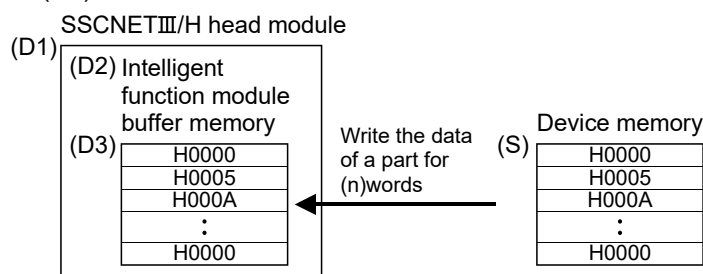 SSCNETⅢ/H head module
(D1)
(D2) Intelligent
function module
buffer memory
(D3)
H0000
H0005
H000A
:
H0000
Write the data
of a part for
(n)words
(S)
Device memory
H0000
H0005
H000A
:
H0000